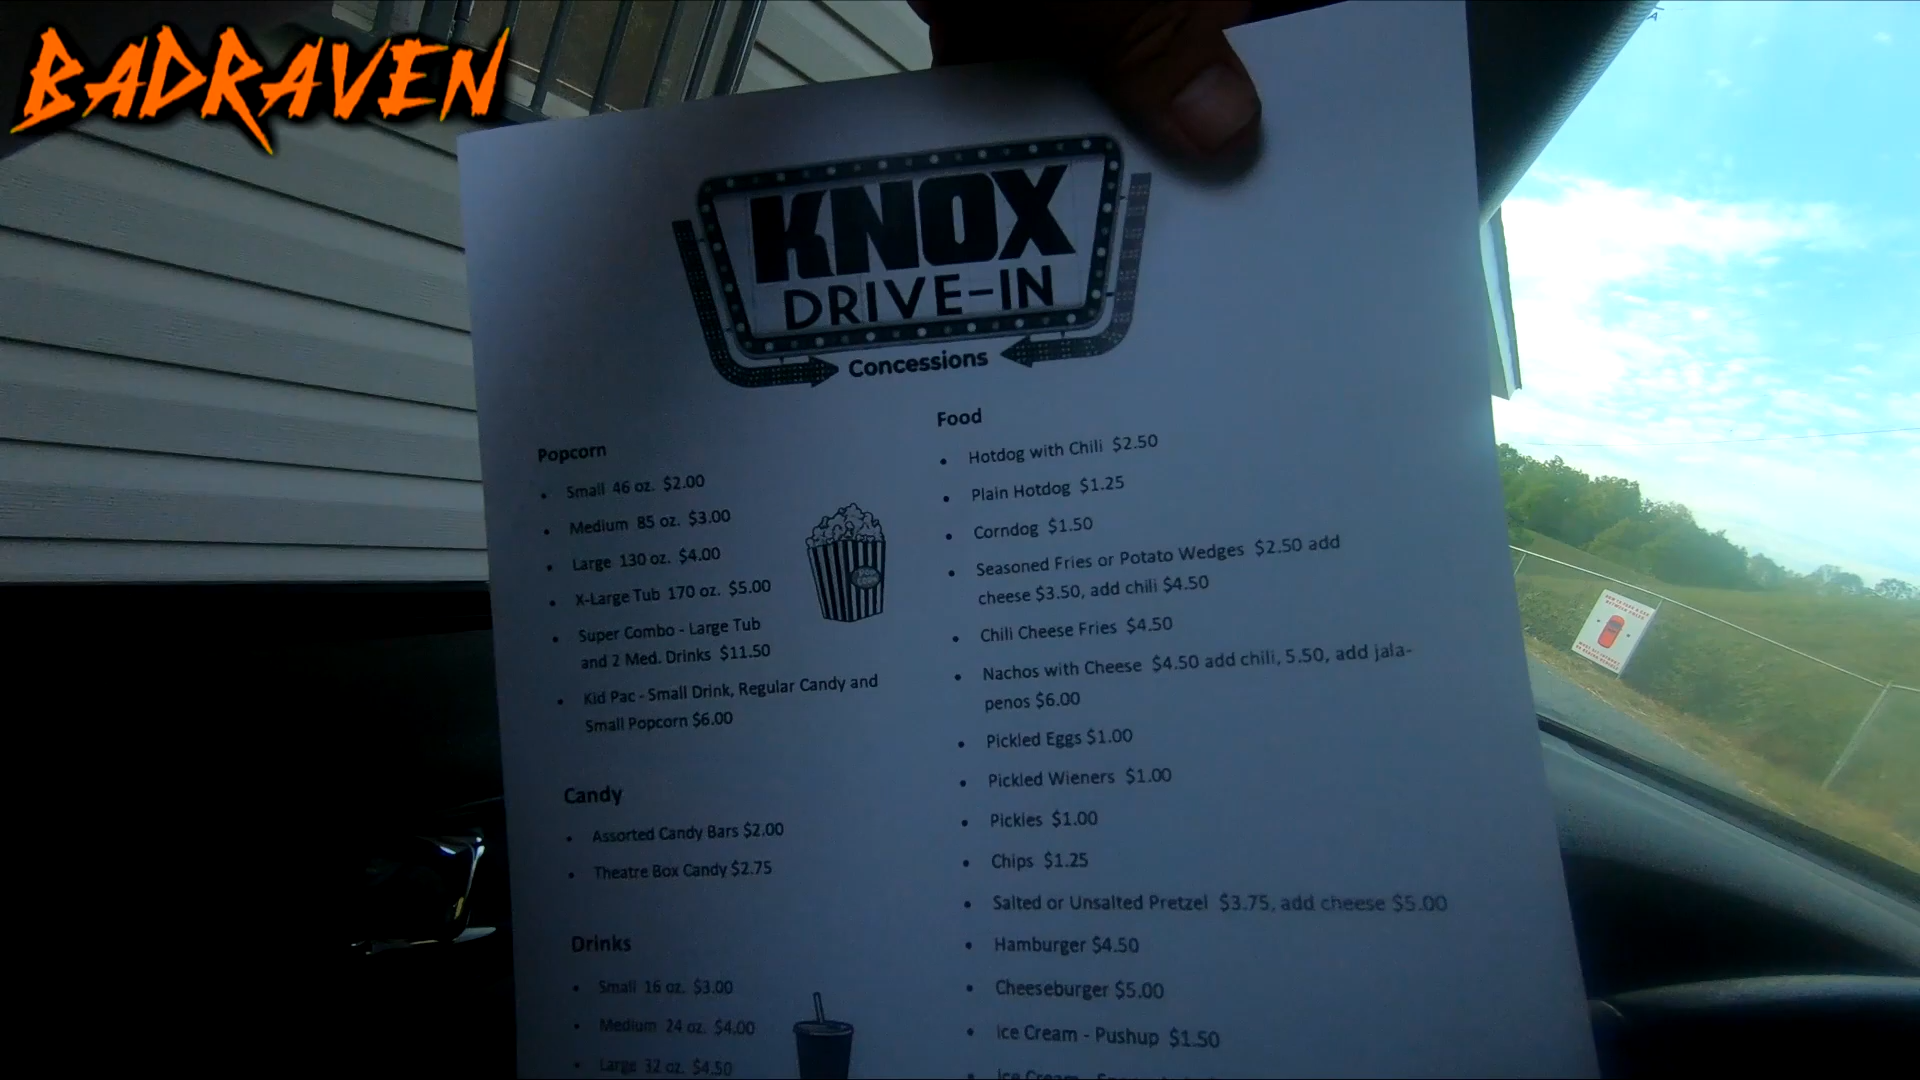 BADRAVEN
KNOX
DRIVE-IN
Concessions
Popcorn
Small 46 oz. $2.00
Medium 85 oz. $3.00
Large 130 oz. $4.00
X-Large Tub 170 oz. $5.00
Super Combo - Large Tub
and 2 Med. Drinks $11.50
Kid Pac - Small Drink, Regular Candy and
Small Popcorn $6.00
Candy
Assorted Candy Bars $2.00
Theatre Box Candy $2.75
Drinks
Small 16 oz. $3.00
Medium 24 oz. $4.00
Large 32 oz. $4.50
Food
Hotdog with Chili $2.50
Plain Hotdog $1.25
Corndog $1.50
Seasoned Fries or Potato Wedges $2.50 add
cheese $3.50, add chili $4.50
Chili Cheese Fries $4.50
Nachos with Cheese $4.50 add chili, 5.50, add jala-
penos $6.00
Pickled Eggs $1.00
Pickled Wieners $1.00
Pickles $1.00
Chips $1.25
Salted or Unsalted Pretzel $3.75, add cheese $5.00
Hamburger $4.50
Cheeseburger $5.00
Ice Cream - Pushup $1.50
Ice Cream -